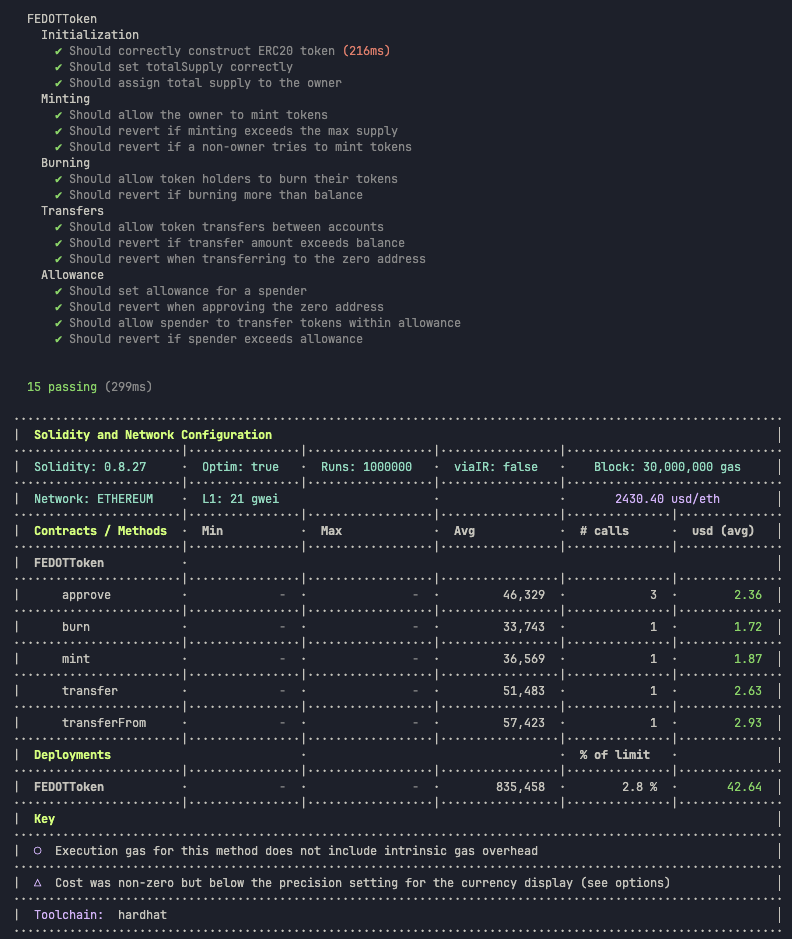 FEDOTToken
Initialization
✔ Should correctly construct ERC20 token (216ms)
✔ Should set totalSupply correctly
✔ Should assign total supply to the owner
Minting
✔ Should allow the owner to mint tokens
✔ Should revert if minting exceeds the max supply
✔ Should revert if a non-owner tries to mint tokens
Burning
✔ Should allow token holders to burn their tokens
✔ Should revert if burning more than balance
Transfers
✔ Should allow token transfers between accounts
✔ Should revert if transfer amount exceeds balance
✔ Should revert when transferring to the zero address
Allowance
✔ Should set allowance for a spender
✔ Should revert when approving the zero address
✔ Should allow spender to transfer tokens within allowance
✔ Should revert if spender exceeds allowance
15 passing (299ms)
| Solidity and Network Configuration |
| Solidity: 0.8.27 · Optim: true · Runs: 1000000 · viaIR: false · Block: 30,000,000 gas |
| Network: ETHEREUM · L1: 21 gwei · · 2430.40 usd/eth |
| Contracts / Methods · Min · Max · Avg · # calls · usd (avg) |
| FEDOTToken · |
| approve · - · - · 46,329 · 3 · 2.36 |
| burn · - · - · 33,743 · 1 · 1.72 |
| mint · - · - · 36,569 · 1 · 1.87 |
| transfer · - · - · 51,483 · 1 · 2.63 |
| transferFrom · - · - · 57,423 · 1 · 2.93 |
| Deployments · · % of limit · |
| FEDOTToken · - · - · 835,458 · 2.8 % · 42.64 |
| Key |
| ◯ Execution gas for this method does not include intrinsic gas overhead |
| △ Cost was non-zero but below the precision setting for the currency display (see options) |
| Toolchain: hardhat |